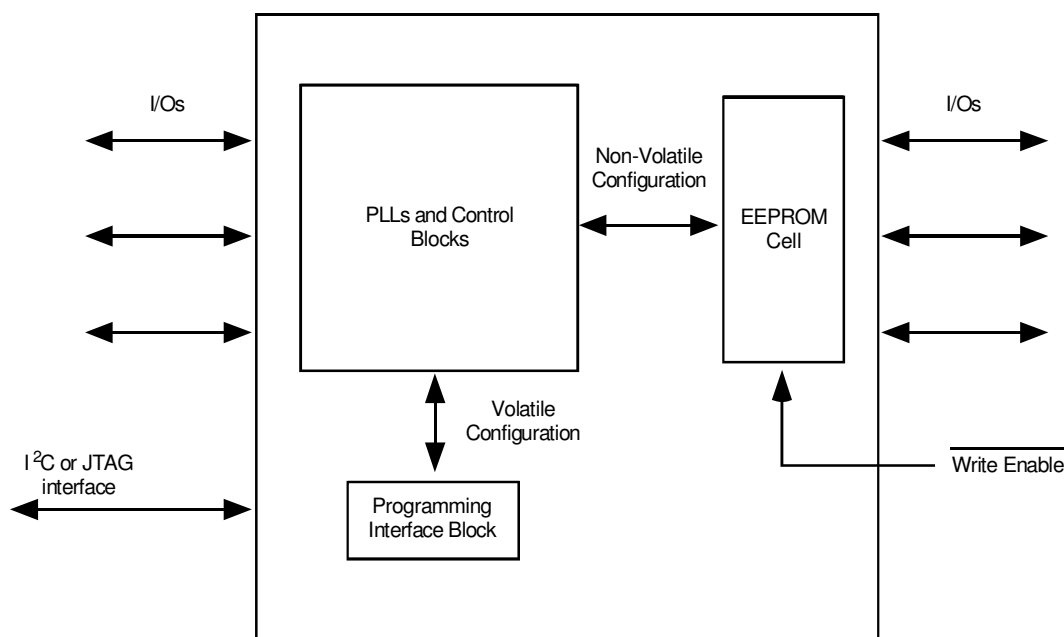 I/Os
I/Os
Non-Volatile
Configuration
PLLs and Control
Blocks
EEPROM
Cell
Volatile
Configuration
I²C or JTAG
interface
Write Enable
Programming
Interface Block